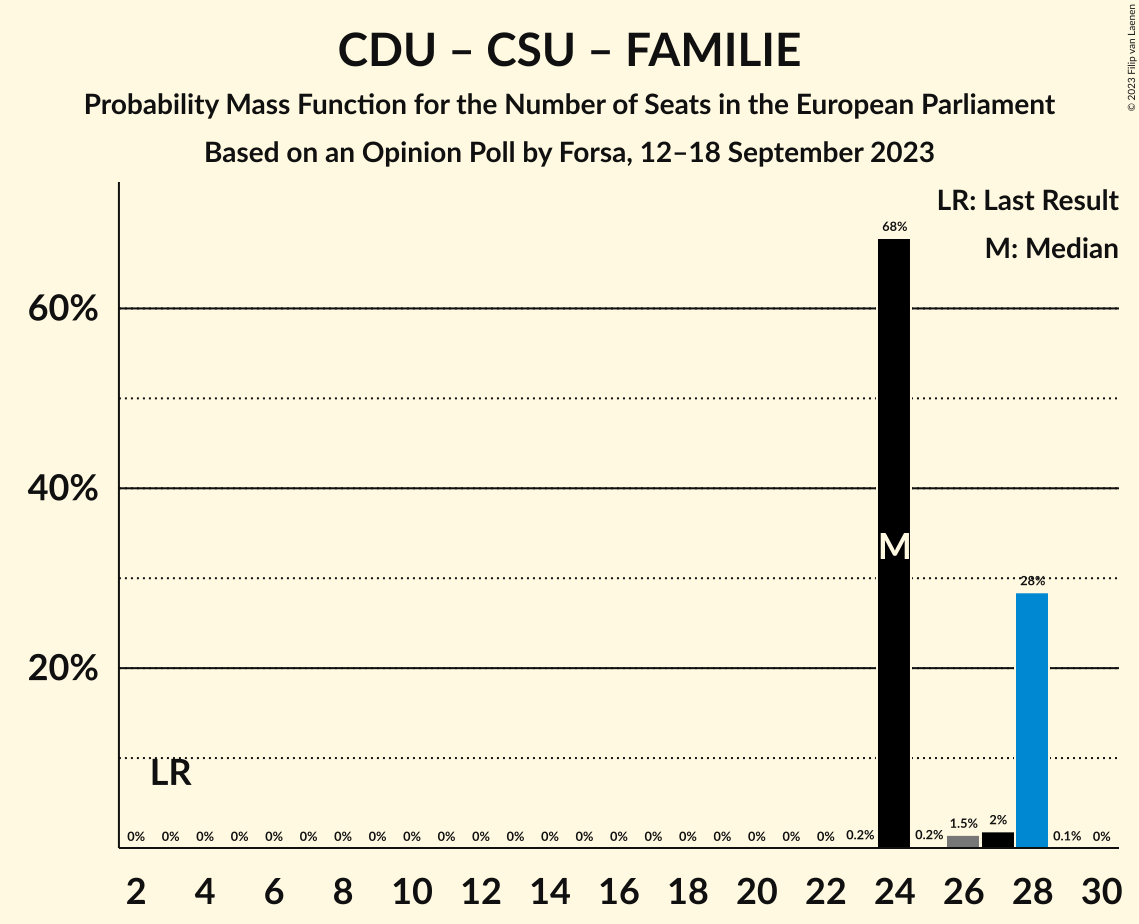 CDU – CSU – FAMILIE
Probability Mass Function for the Number of Seats in the European Parliament
Based on an Opinion Poll by Forsa, 12–18 September 2023
© 2023 Filip van Laenen
LR: Last Result
M: Median
68%
60%
40%
M
28%
20%
LR
0% 0% 0% 0% 0% 0% 0% 0% 0% 0% 0% 0% 0% 0% 0% 0% 0% 0% 0% 0% 0% 0.2% 0.2% 1.5% 2% 0.1% 0%
2 4 6 8 10 12 14 16 18 20 22 24 26 28 30